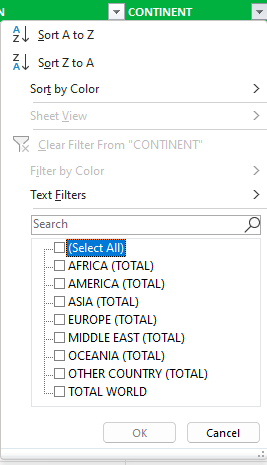 N CONTINENT
Sort A to Z
Sort Z to A
Sort by Color
Sheet View
Clear Filter From "CONTINENT"
Filter by Color
Text Filters
Search
(Select All)
AFRICA (TOTAL)
AMERICA (TOTAL)
ASIA (TOTAL)
EUROPE (TOTAL)
MIDDLE EAST (TOTAL)
OCEANIA (TOTAL)
OTHER COUNTRY (TOTAL)
TOTAL WORLD
OK Cancel